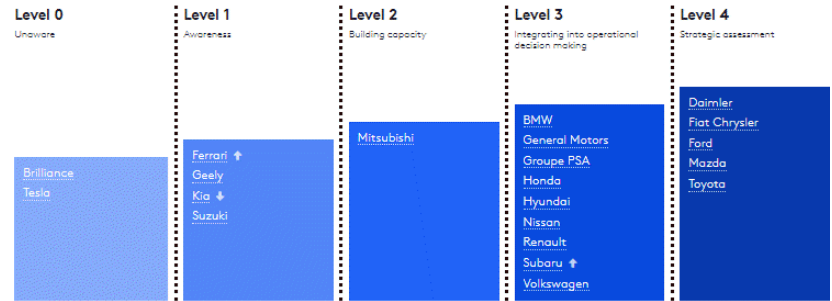 Level 0
Unaware
Brilliance
Tesla
Level 1
Awareness
Ferrari ↑
Geely
Kia ↓
Suzuki
Level 2
Building capacity
Mitsubishi
Level 3
Integrating into operational
decision making
BMW
General Motors
Groupe PSA
Honda
Hyundai
Nissan
Renault
Subaru ↑
Volkswagen
Level 4
Strategic assessment
Daimler
Fiat Chrysler
Ford
Mazda
Toyota